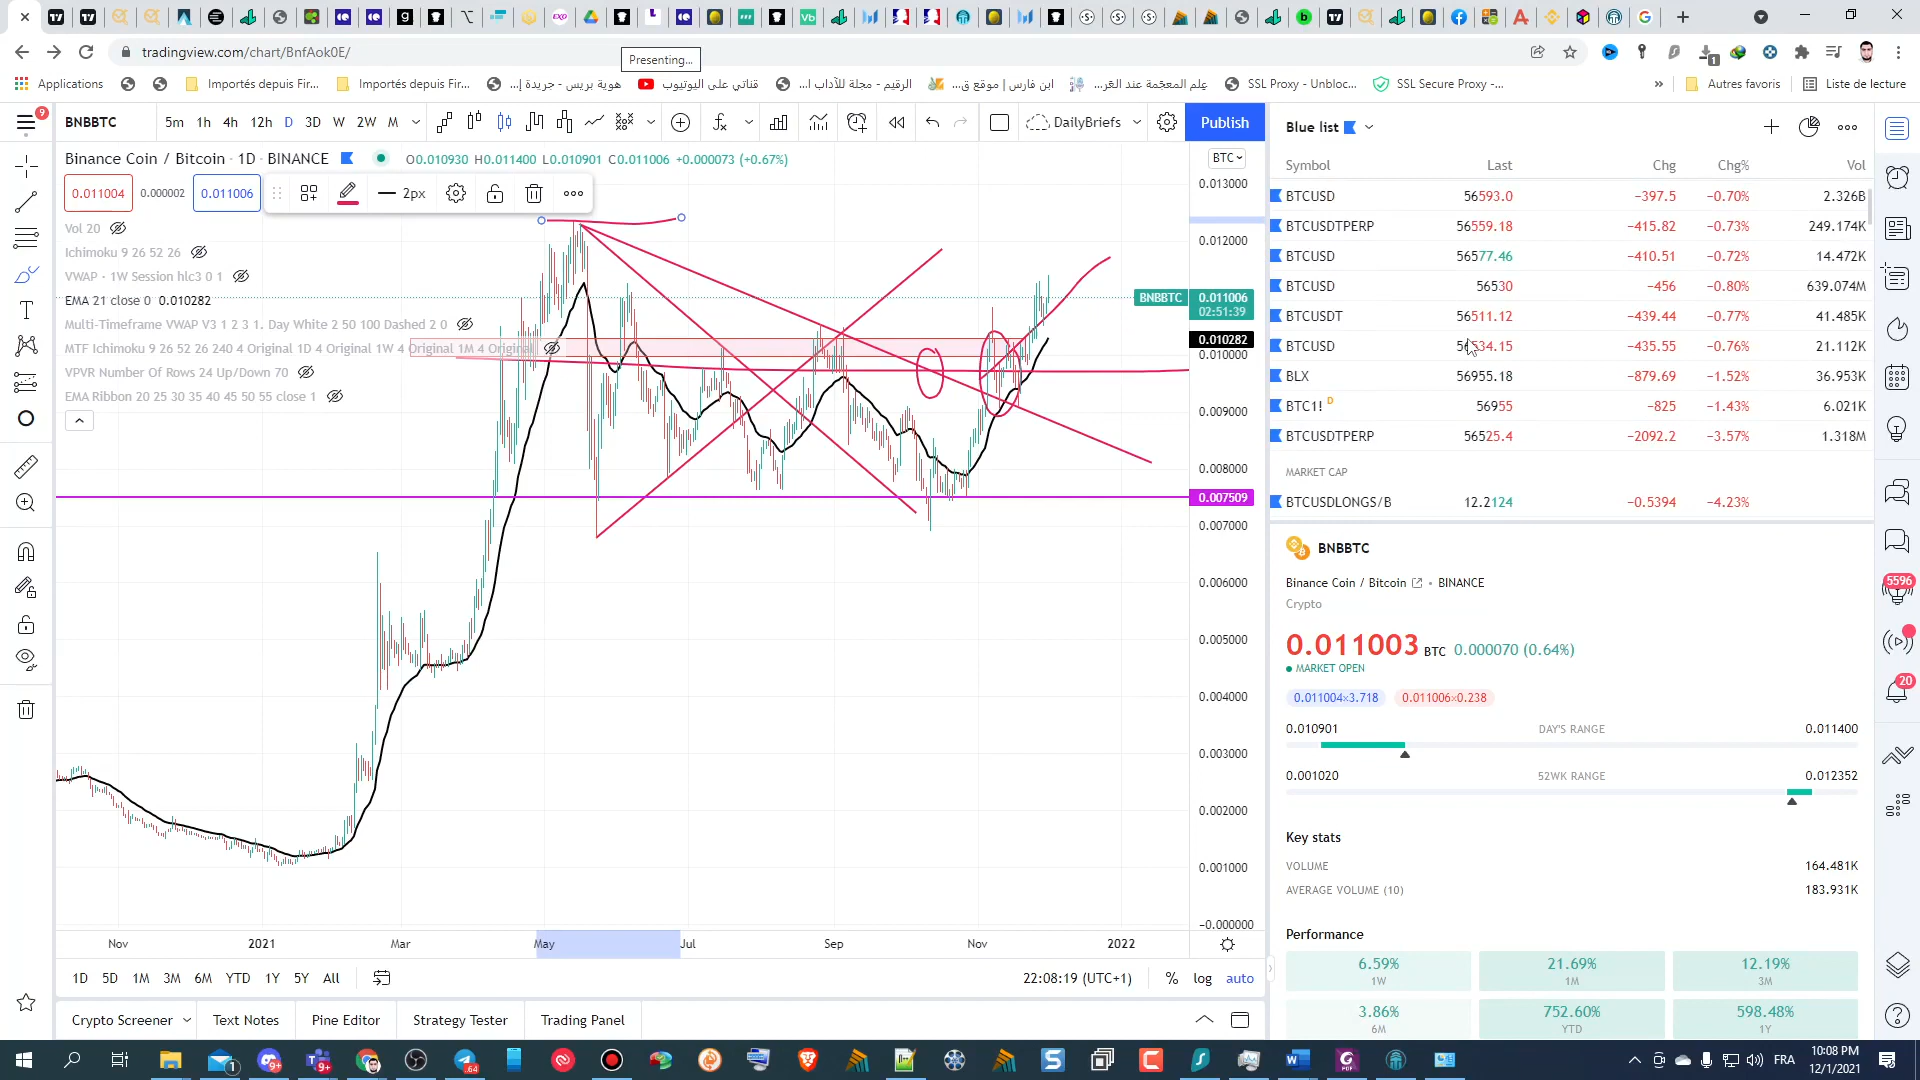 tradingview.com/chart/BnfAok0E/
Presenting...
Applications
Importés depuis Fir...
Importés depuis Fir...
هوية بريس - جريدة إ...
قناتي على اليوتيوب
الرقيم - مجلة للآداب ا...
ابن فارس | موقع ق...
علم المعجمة عند العَر...
SSL Proxy - Unbloc...
SSL Secure Proxy -...
»
Autres favoris
Liste de lecture
9
BNBBTC
5m 1h 4h 12h D 3D W 2W M
DailyBriefs
Publish
Blue list
Binance Coin / Bitcoin · 1D · BINANCE
O0.010930 H0.011400 L0.010901 C0.011006 +0.000073 (+0.67%)
BTC
0.011004
0.000002
0.011006
2px
Vol 20
Ichimoku 9 26 52 26
VWAP · 1W Session hlc3 0 1
EMA 21 close 0 0.010282
Multi-Timeframe VWAP V3 1 2 3 1. Day White 2 50 100 Dashed 2 0
MTF Ichimoku 9 26 52 26 240 4 Original 1D 4 Original 1W 4 Original 1M 4 Original
VPVR Number Of Rows 24 Up/Down 70
EMA Ribbon 20 25 30 35 40 45 50 55 close 1
0.013000
0.012000
BNBBTC
0.011006
02:51:39
0.010282
0.010000
0.009000
0.008000
0.007509
0.007000
0.006000
0.005000
0.004000
0.003000
0.002000
0.001000
-0.000000
Nov 2021 Mar May Jul Sep Nov 2022
1D 5D 1M 3M 6M YTD 1Y 5Y All
22:08:19 (UTC+1) % log auto
Crypto Screener
Text Notes
Pine Editor
Strategy Tester
Trading Panel
Symbol Last Chg Chg% Vol
BTCUSD 56593.0 −397.5 −0.70% 2.326B
BTCUSDTPERP 56559.18 −415.82 −0.73% 249.174K
BTCUSD 56577.46 −410.51 −0.72% 14.472K
BTCUSD 56530 −456 −0.80% 639.074M
BTCUSDT 56511.12 −439.44 −0.77% 41.485K
BTCUSD 534.15 −435.55 −0.76% 21.112K
BLX 56955.18 −879.69 −1.52% 36.953K
BTC1! D 56955 −825 −1.43% 6.021K
BTCUSDTPERP 56525.4 −2092.2 −3.57% 1.318M
MARKET CAP
BTCUSDLONGS/B 12.2124 −0.5394 −4.23%
BNBBTC
Binance Coin / Bitcoin • BINANCE
Crypto
0.011003 BTC 0.000070 (0.64%)
MARKET OPEN
0.011004×3.718 0.011006×0.238
0.010901 DAY'S RANGE 0.011400
0.001020 52WK RANGE 0.012352
Key stats
VOLUME 164.481K
AVERAGE VOLUME (10) 183.931K
Performance
6.59% 21.69% 12.19%
1W 1M 3M
3.86% 752.60% 598.48%
6M YTD 1Y
5596
20
FRA
10:08 PM
12/1/2021